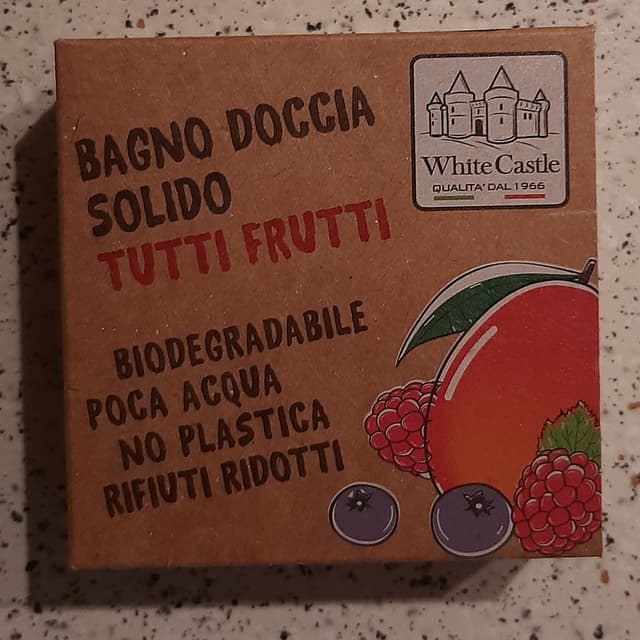 BAGNO DOCCIA
SOLIDO
TUTTI FRUTTI
White Castle
QUALITA' DAL 1966
BIODEGRADABILE
POCA ACQUA
NO PLASTICA
RIFIUTI RIDOTTI